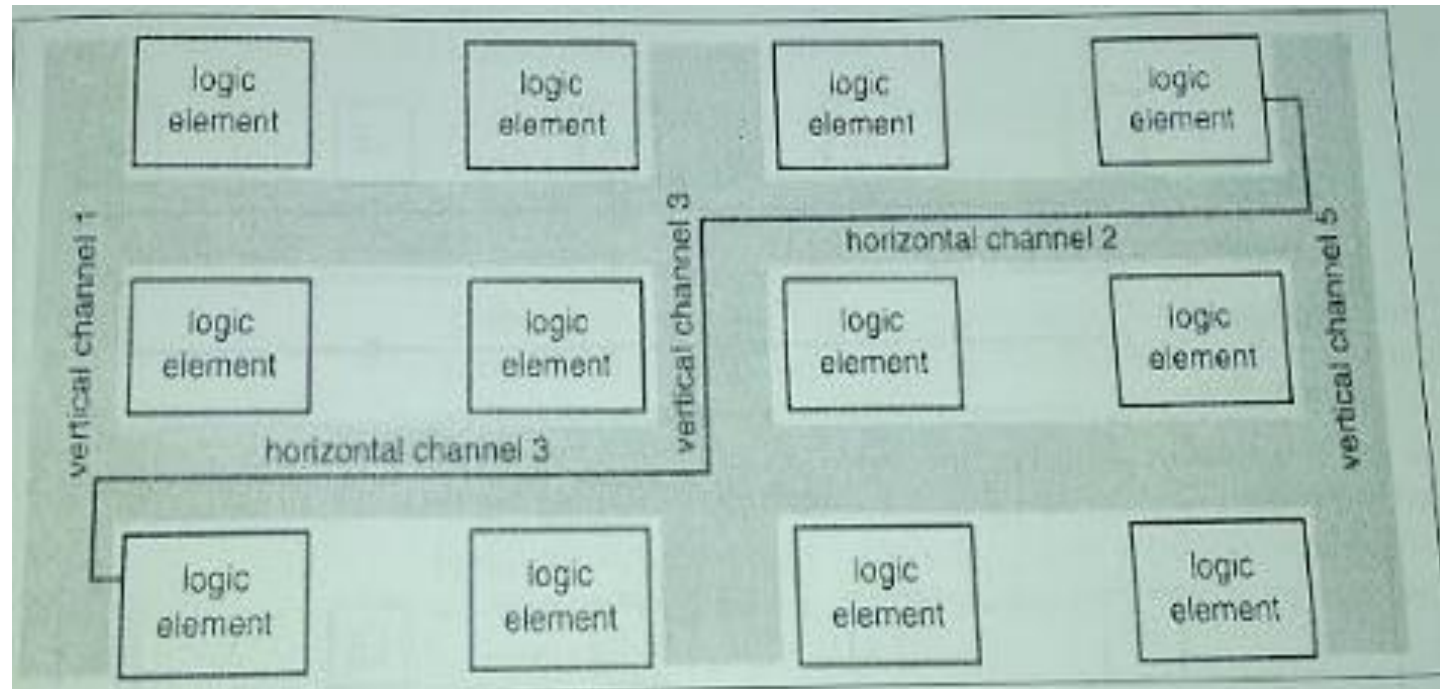 logic
element
logic
element
logic
element
logic
element
vertical channel 1
vertical channel 3
horizontal channel 2
vertical channel 5
logic
element
logic
element
logic
element
logic
element
horizontal channel 3
logic
element
logic
element
logic
element
logic
element